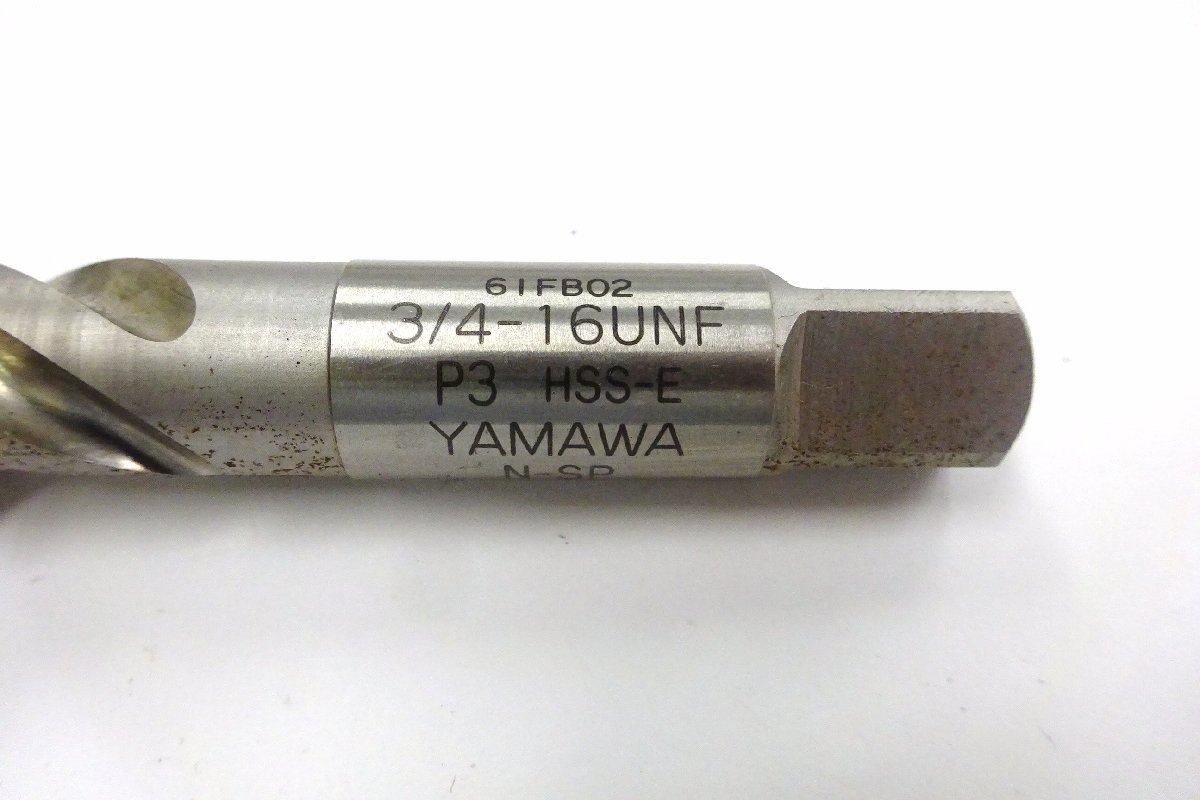 61FB02
3/4-16UNF
P3 HSS-E
YAMAWA
N-SP